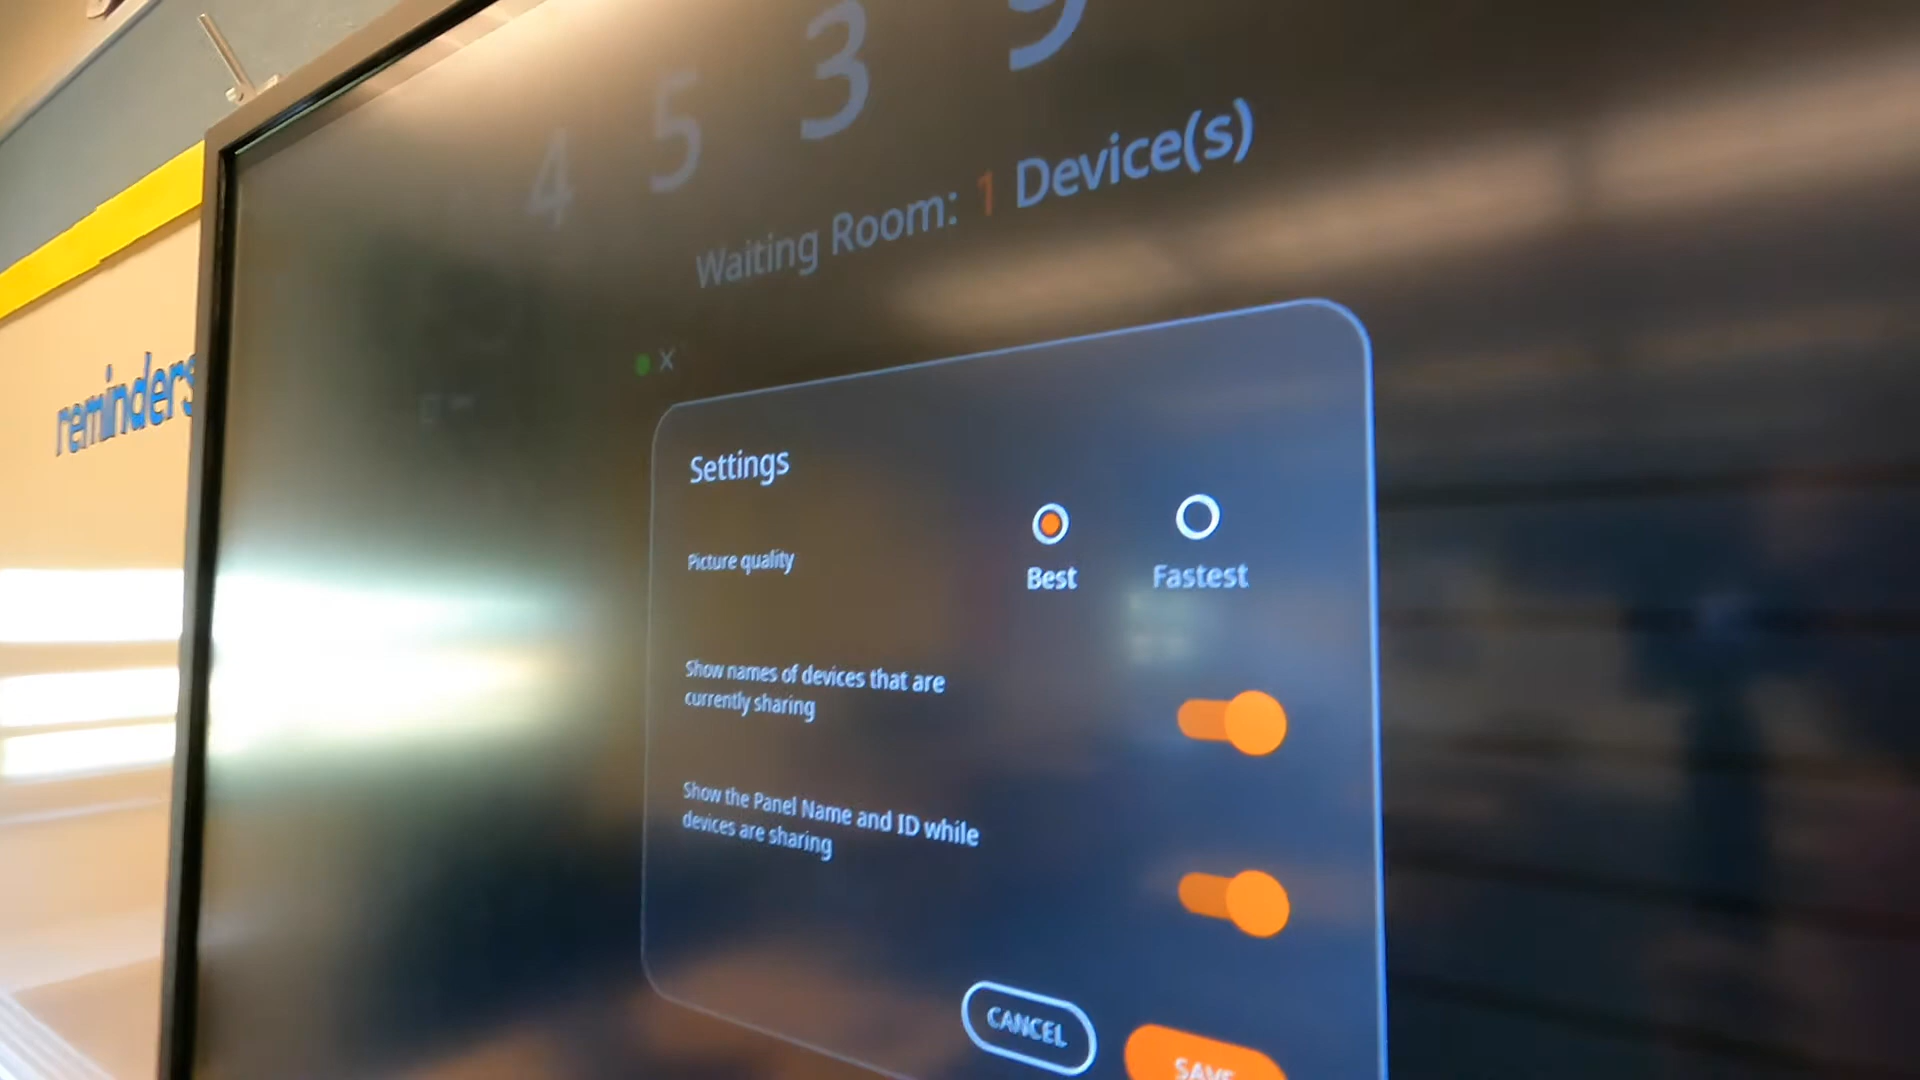 4 5 3 9
Waiting Room: 1 Device(s)
reminders
Settings
Picture quality
Best
Fastest
Show names of devices that are
currently sharing
Show the Panel Name and ID while
devices are sharing
CANCEL
SAVE